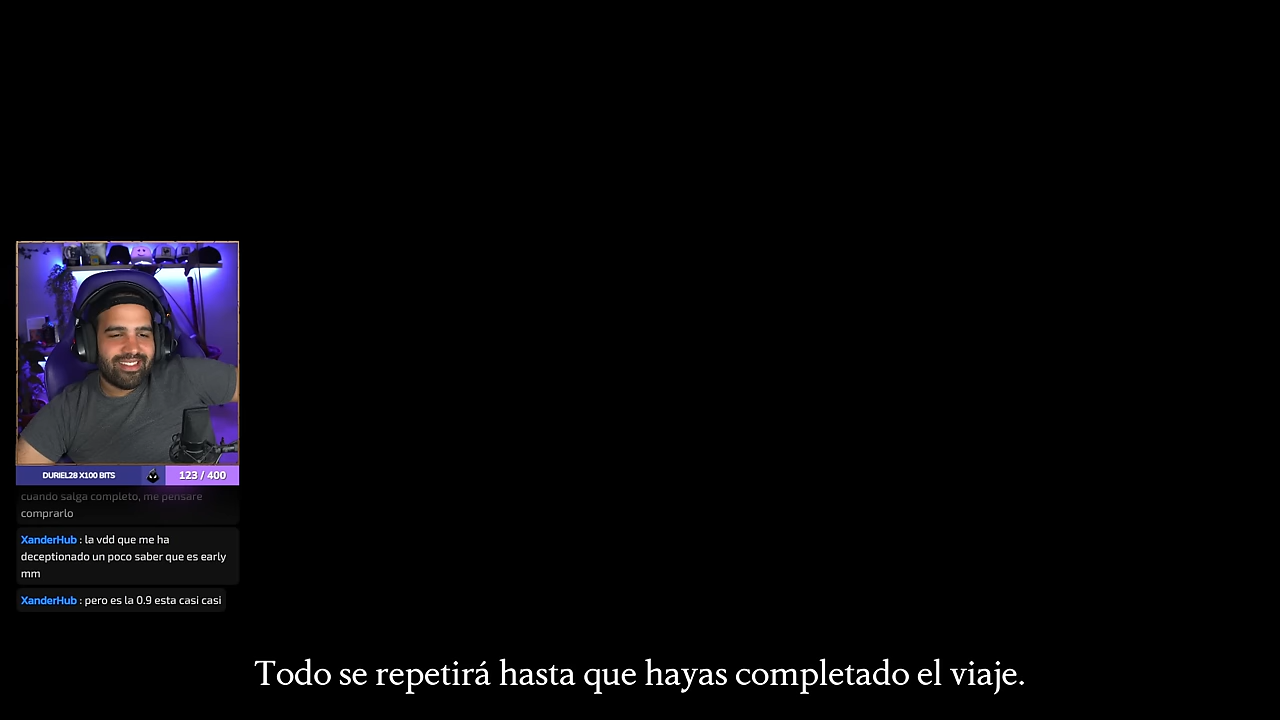 DURIEL28 X100 BITS
123 / 400
cuando salga completo, me pensare
comprarlo
XanderHub : la vdd que me ha
deceptionado un poco saber que es early
mm
XanderHub : pero es la 0.9 esta casi casi
Todo se repetirá hasta que hayas completado el viaje.